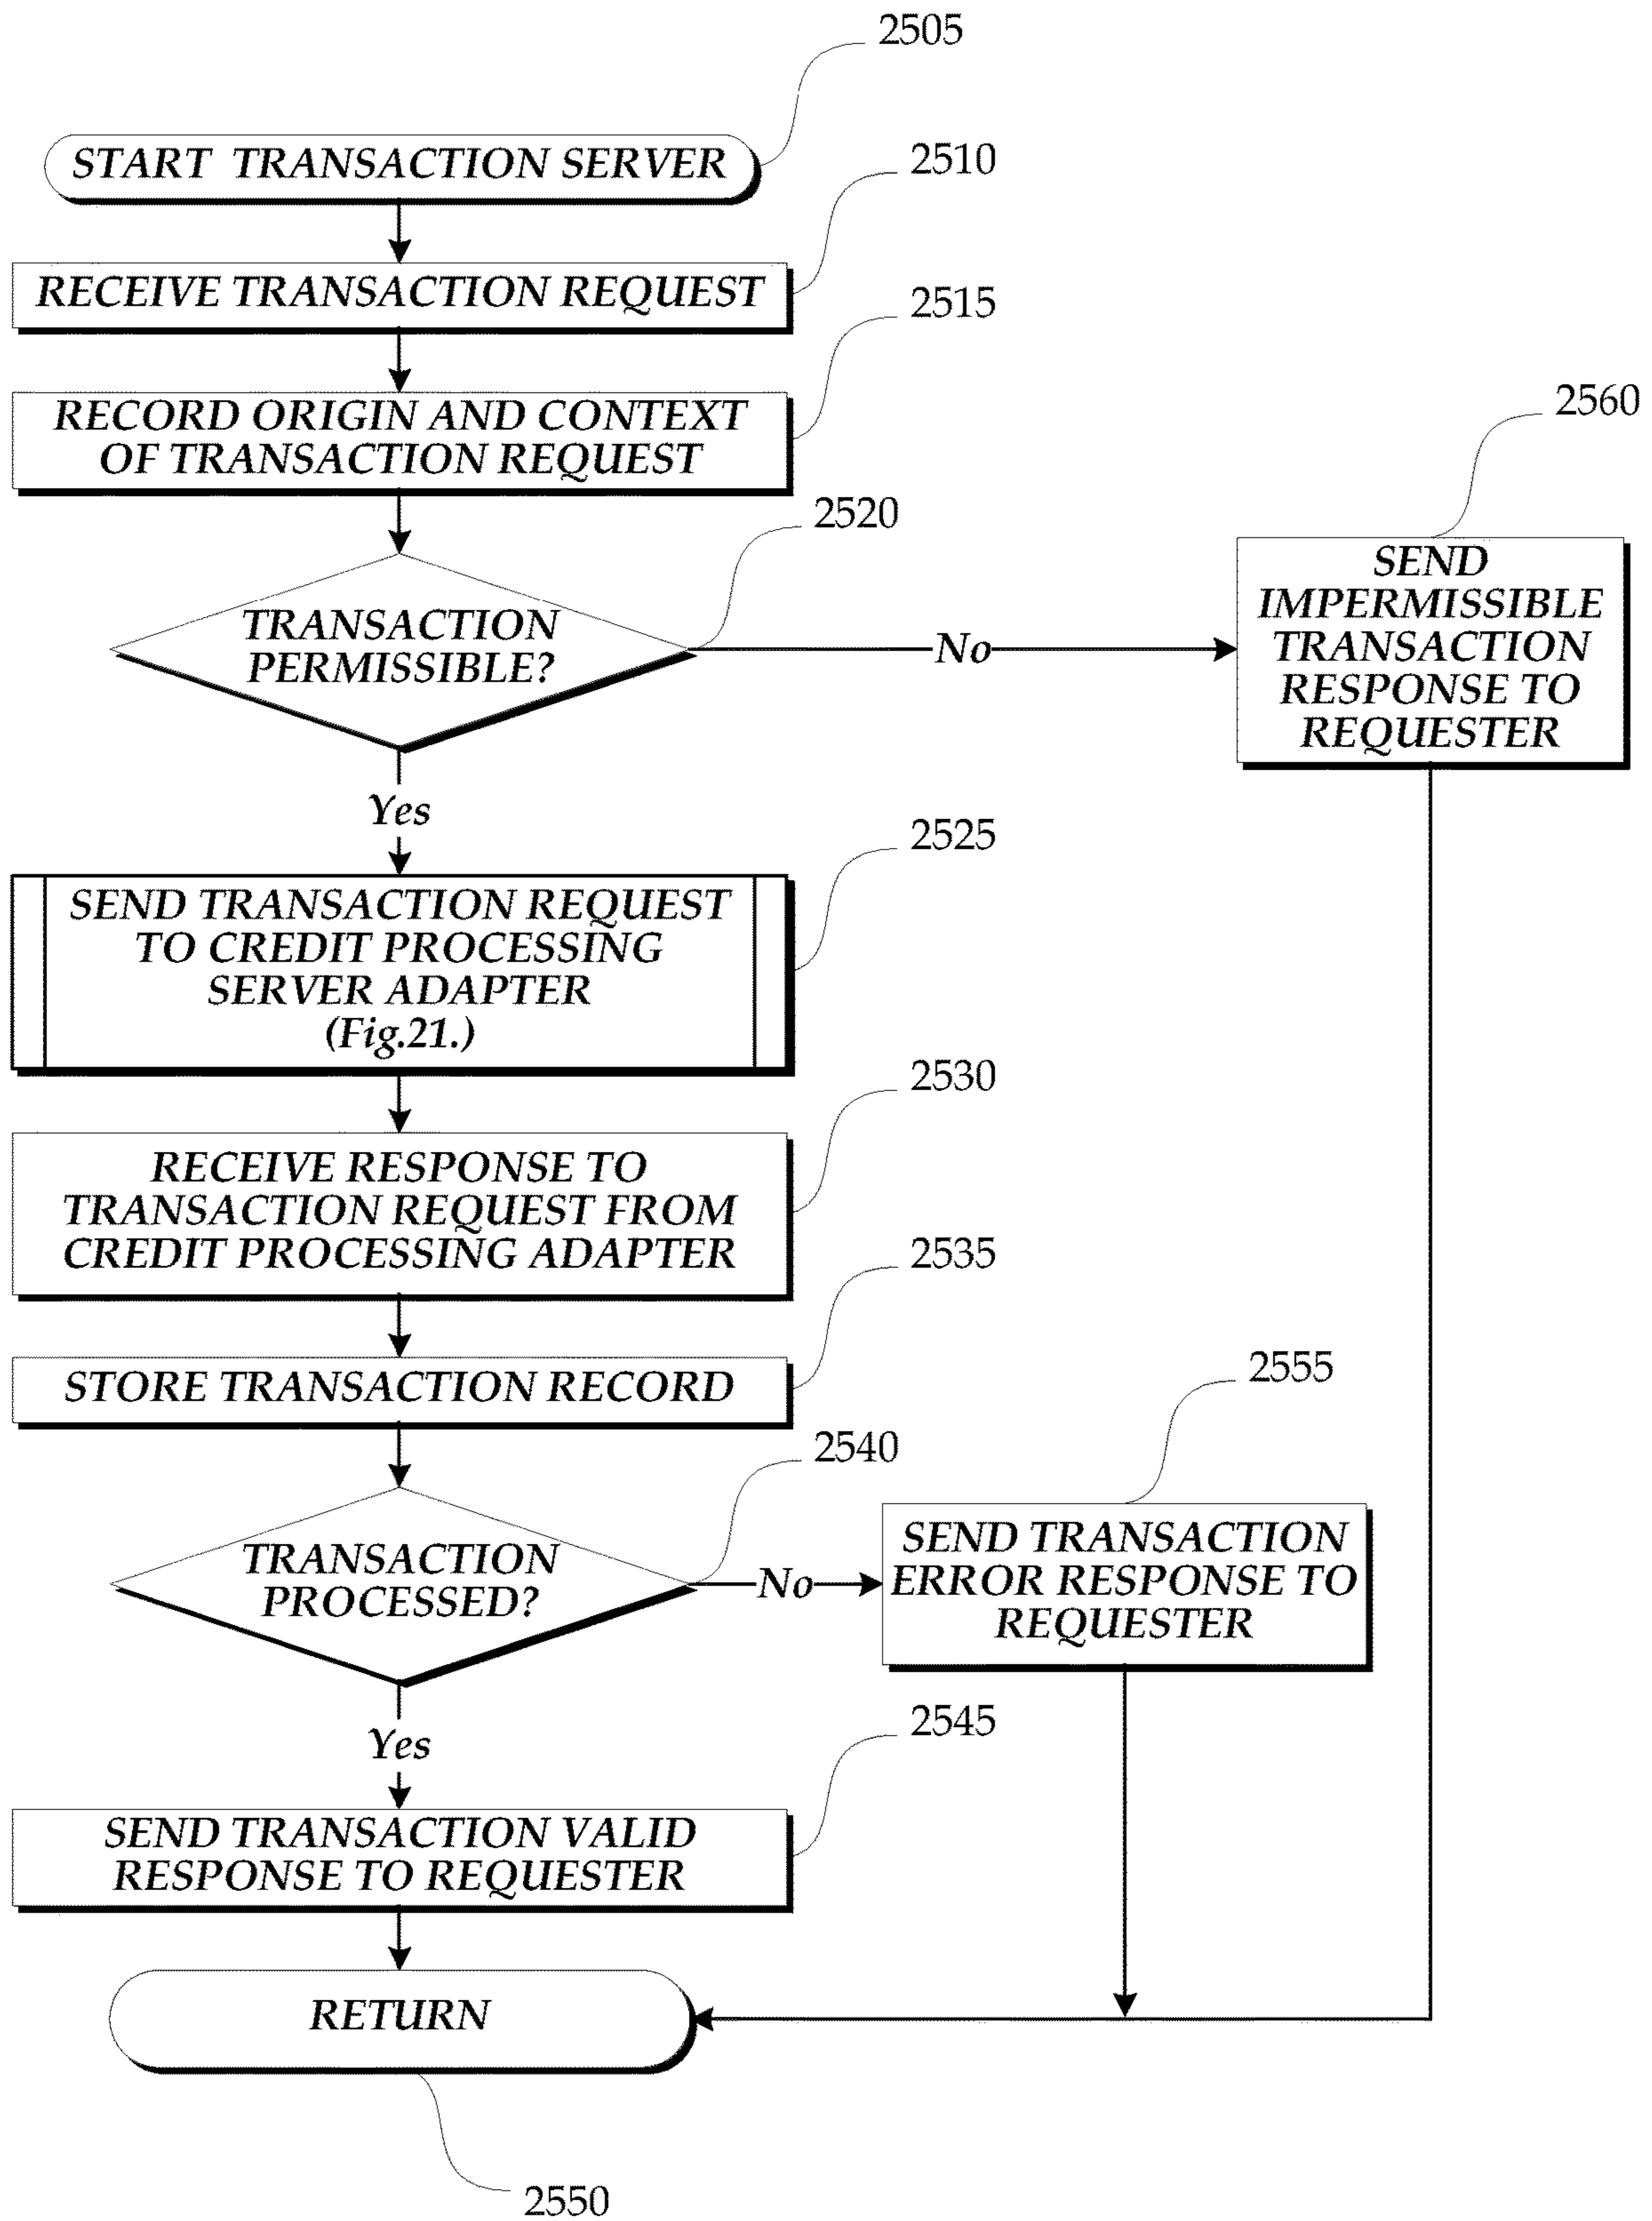 2505
START TRANSACTION SERVER
2510
RECEIVE TRANSACTION REQUEST
2515
RECORD ORIGIN AND CONTEXT
OF TRANSACTION REQUEST
2520
TRANSACTION
PERMISSIBLE?
No
2560
SEND
IMPERMISSIBLE
TRANSACTION
RESPONSE TO
REQUESTER
Yes
2525
SEND TRANSACTION REQUEST
TO CREDIT PROCESSING
SERVER ADAPTER
(Fig.21.)
2530
RECEIVE RESPONSE TO
TRANSACTION REQUEST FROM
CREDIT PROCESSING ADAPTER
2535
STORE TRANSACTION RECORD
2540
TRANSACTION
PROCESSED?
No
2555
SEND TRANSACTION
ERROR RESPONSE TO
REQUESTER
Yes
2545
SEND TRANSACTION VALID
RESPONSE TO REQUESTER
RETURN
2550